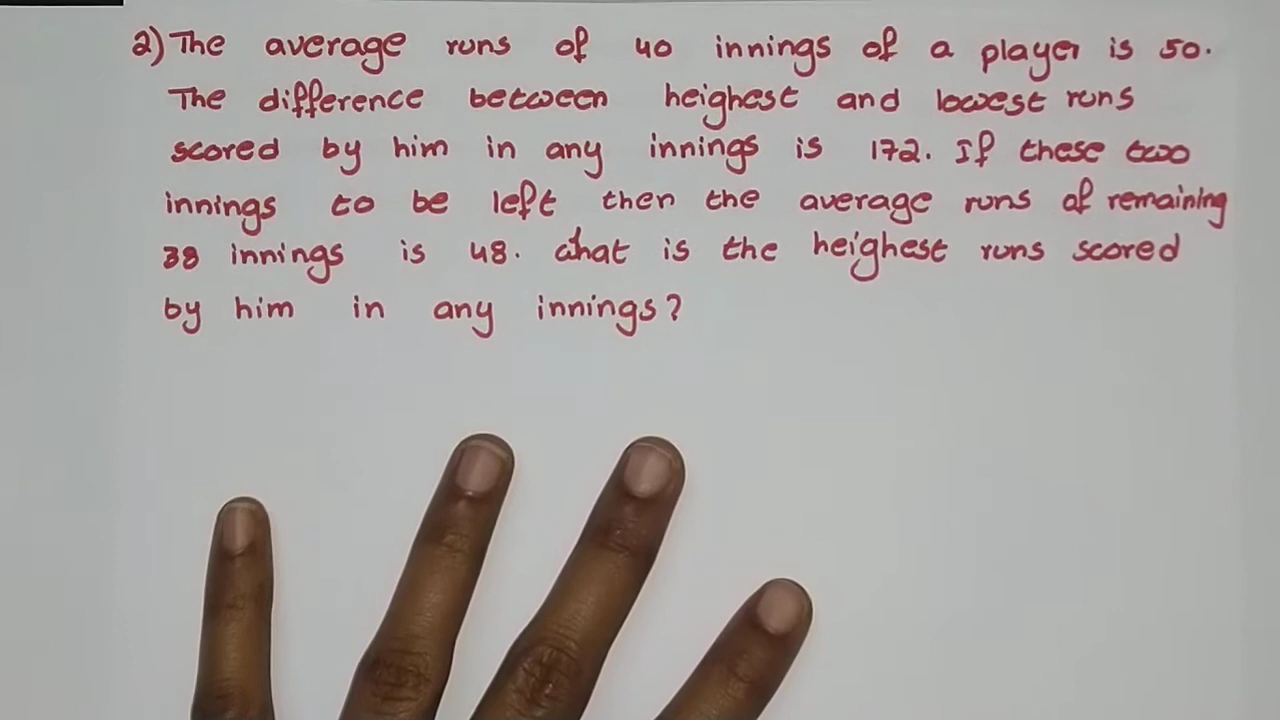 2) The average runs of 40 innings of a player is 50.
The difference between heighest and lowest runs
scored by him in any innings is 172. If these two
innings to be left then the average runs of remaining
38 innings is 48. What is the heighest runs scored
by him in any innings?